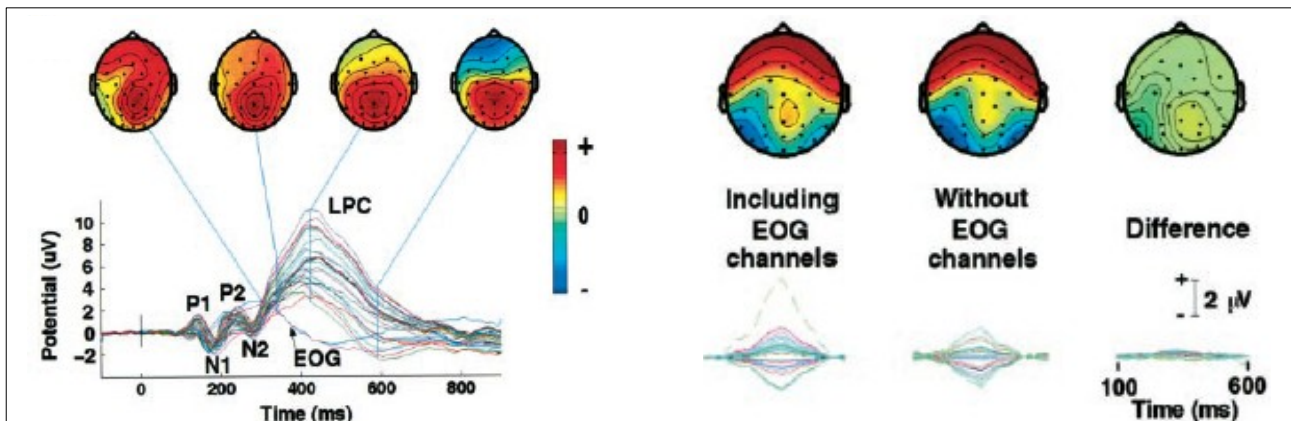 +
0
-
LPC
Potential (uV)
10
8
6
4
2
0
-2
P1
P2
N1
N2
EOG
0
200
400
600
800
Time (ms)
Including
EOG
channels
Without
EOG
channels
Difference
+
2 μV
-
100
600
Time (ms)